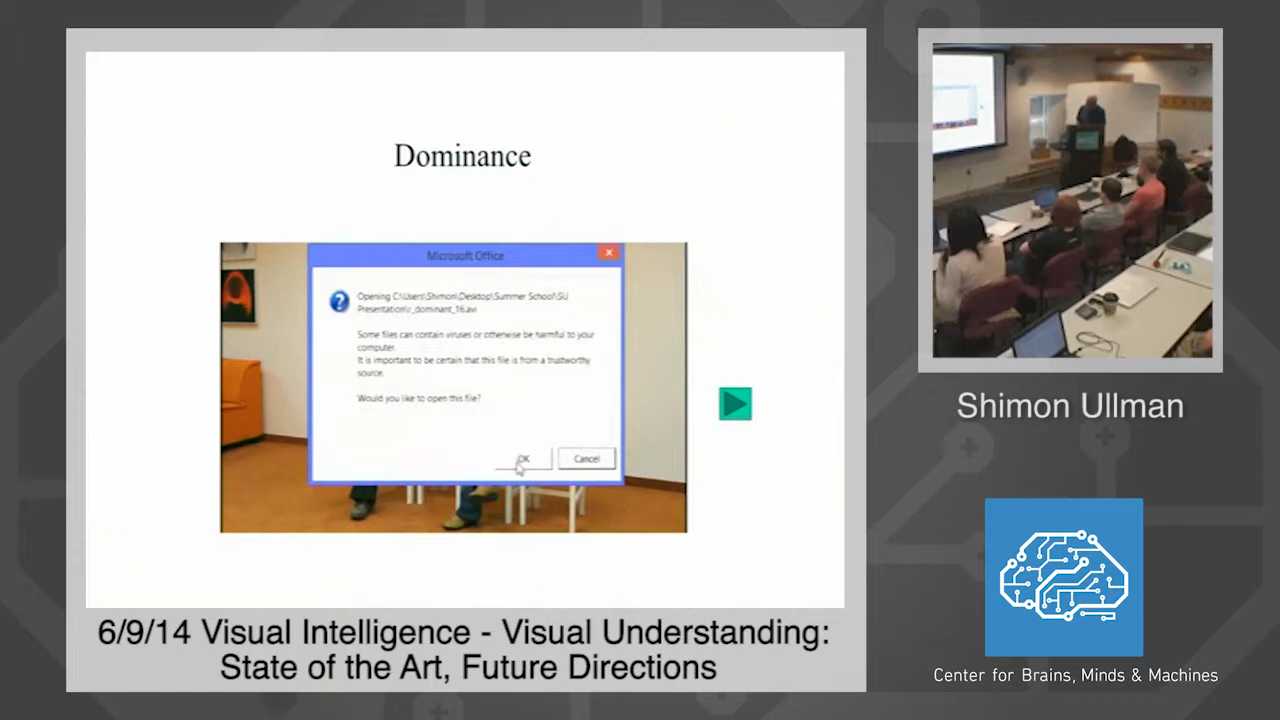 Dominance
Microsoft Office
Opening C:\Users\Shimon\Desktop\Summer School\SU
Presentation\r_dominant_16.avi
Some files can contain viruses or otherwise be harmful to your
computer.
It is important to be certain that this file is from a trustworthy
source.
Would you like to open this file?
OK
Cancel
Shimon Ullman
6/9/14 Visual Intelligence - Visual Understanding:
State of the Art, Future Directions
Center for Brains, Minds & Machines